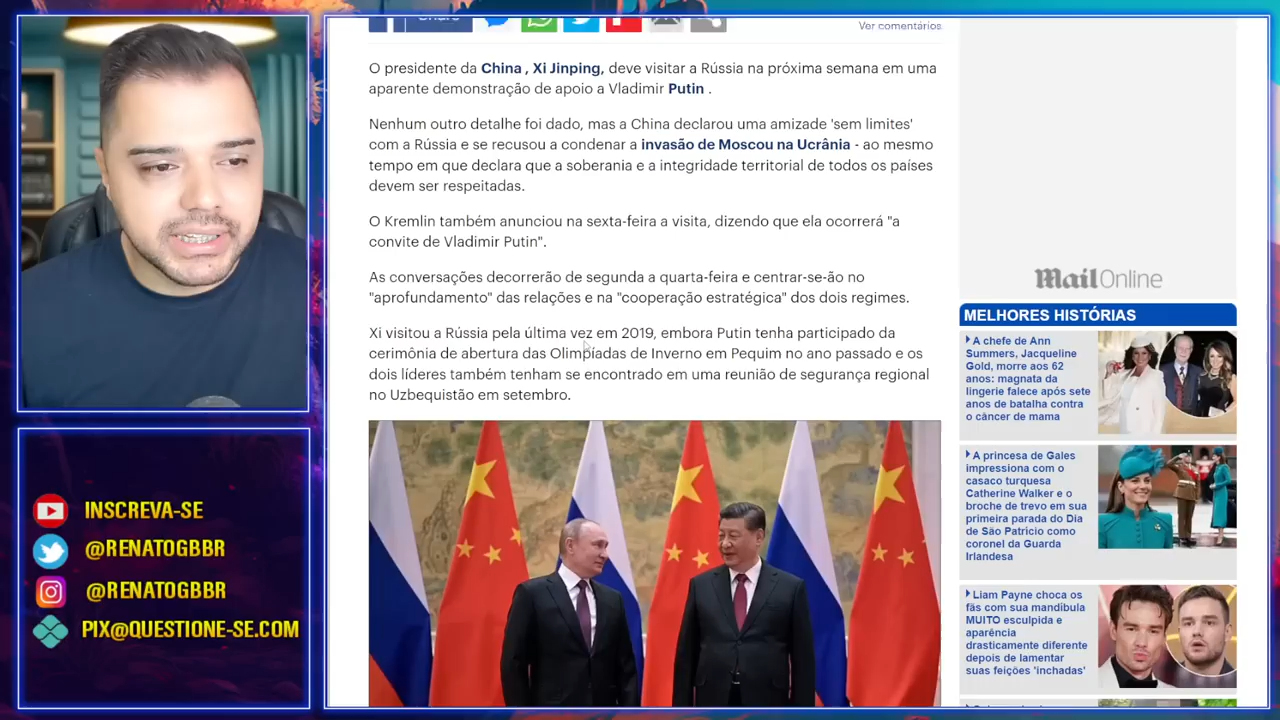 Share
Ver comentários
O presidente da China , Xi Jinping, deve visitar a Rússia na próxima semana em uma
aparente demonstração de apoio a Vladimir Putin .
Nenhum outro detalhe foi dado, mas a China declarou uma amizade 'sem limites'
com a Rússia e se recusou a condenar a invasão de Moscou na Ucrânia - ao mesmo
tempo em que declara que a soberania e a integridade territorial de todos os países
devem ser respeitadas.
O Kremlin também anunciou na sexta-feira a visita, dizendo que ela ocorrerá "a
convite de Vladimir Putin".
As conversações decorrerão de segunda a quarta-feira e centrar-se-ão no
"aprofundamento" das relações e na "cooperação estratégica" dos dois regimes.
Xi visitou a Rússia pela última vez em 2019, embora Putin tenha participado da
cerimônia de abertura das Olimpíadas de Inverno em Pequim no ano passado e os
dois líderes também tenham se encontrado em uma reunião de segurança regional
no Uzbequistão em setembro.
Mail Online
MELHORES HISTÓRIAS
A chefe de Ann
Summers, Jacqueline
Gold, morre aos 62
anos: magnata da
lingerie falece após sete
anos de batalha contra
o câncer de mama
A princesa de Gales
impressiona com o
casaco turquesa
Catherine Walker e o
broche de trevo em sua
primeira parada do Dia
de São Patrício como
coronel da Guarda
Irlandesa
Liam Payne choca os
fãs com sua mandíbula
MUITO esculpida e
aparência
drasticamente diferente
depois de lamentar
suas feições 'inchadas'
INSCREVA-SE
@RENATOGBBR
@RENATOGBBR
PIX@QUESTIONE-SE.COM